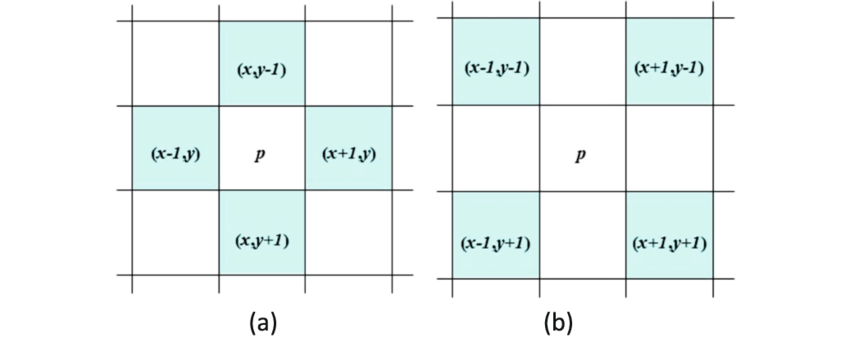 (x,y-1)
(x-1,y) p (x+1,y)
(x,y+1)
(a)
(x-1,y-1) (x+1,y-1)
p
(x-1,y+1) (x+1,y+1)
(b)